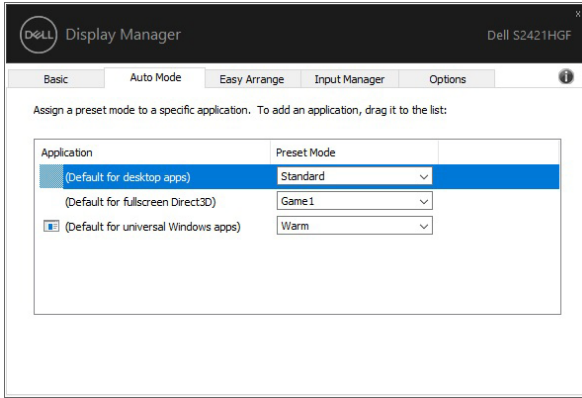 DELL Display Manager Dell S2421HGF x
Basic Auto Mode Easy Arrange Input Manager Options i
Assign a preset mode to a specific application. To add an application, drag it to the list:
Application Preset Mode
(Default for desktop apps) Standard
(Default for fullscreen Direct3D) Game1
(Default for universal Windows apps) Warm